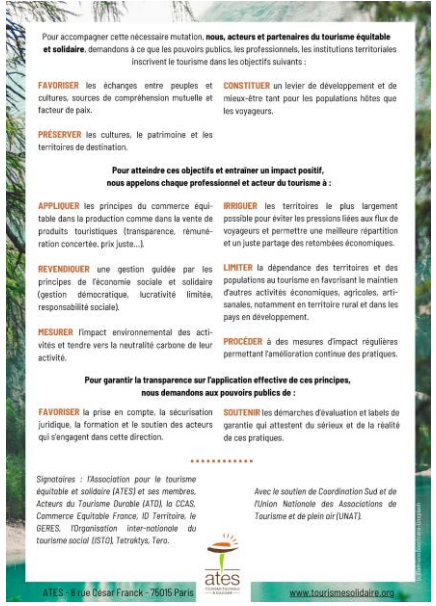 Pour accompagner cette nécessaire mutation, nous, acteurs et partenaires du tourisme équitable
et solidaire, demandons à ce que les pouvoirs publics, les professionnels, les institutions territoriales
inscrivent le tourisme dans les objectifs suivants :
FAVORISER les échanges entre peuples et
cultures, sources de compréhension mutuelle et
facteur de paix.
PRÉSERVER les cultures, le patrimoine et les
territoires de destination.
CONSTITUER un levier de développement et de
mieux-être tant pour les populations hôtes que
les voyageurs.
Pour atteindre ces objectifs et entraîner un impact positif,
nous appelons chaque professionnel et acteur du tourisme à :
APPLIQUER les principes du commerce équi-
table dans la production comme dans la vente de
produits touristiques (transparence, rémuné-
ration concertée, prix juste...).
REVENDIQUER une gestion guidée par les
principes de l'économie sociale et solidaire
(gestion démocratique, lucrativité limitée,
responsabilité sociale).
MESURER l'impact environnemental des acti-
vités et tendre vers la neutralité carbone de leur
activité.
IRRIGUER les territoires le plus largement
possible pour éviter les pressions liées aux flux de
voyageurs et permettre une meilleure répartition
et un juste partage des retombées économiques.
LIMITER la dépendance des territoires et des
populations au tourisme en favorisant le maintien
d'autres activités économiques, agricoles, arti-
sanales, notamment en territoire rural et dans les
pays en développement.
PROCÉDER à des mesures d'impact régulières
permettant l'amélioration continue des pratiques.
Pour garantir la transparence sur l'application effective de ces principes,
nous demandons aux pouvoirs publics de :
FAVORISER la prise en compte, la sécurisation
juridique, la formation et le soutien des acteurs
qui s'engagent dans cette direction.
SOUTENIR les démarches d'évaluation et labels de
garantie qui attestent du sérieux et de la réalité
de ces pratiques.
Signataires : l'Association pour le tourisme
équitable et solidaire (ATES) et ses membres,
Acteurs du Tourisme Durable (ATD), la CCAS,
Commerce Equitable France, ID Territoire, le
GERES, l'Organisation inter-nationale du
tourisme social (ISTO), Tetraktys, Tero.
Avec le soutien de Coordination Sud et de
l'Union Nationale des Associations de
Tourisme et de plein air (UNAT).
ates
TOURISME ÉQUITABLE
& SOLIDAIRE
ATES - 8 rue César Franck - 75015 Paris
www.tourismesolidaire.org